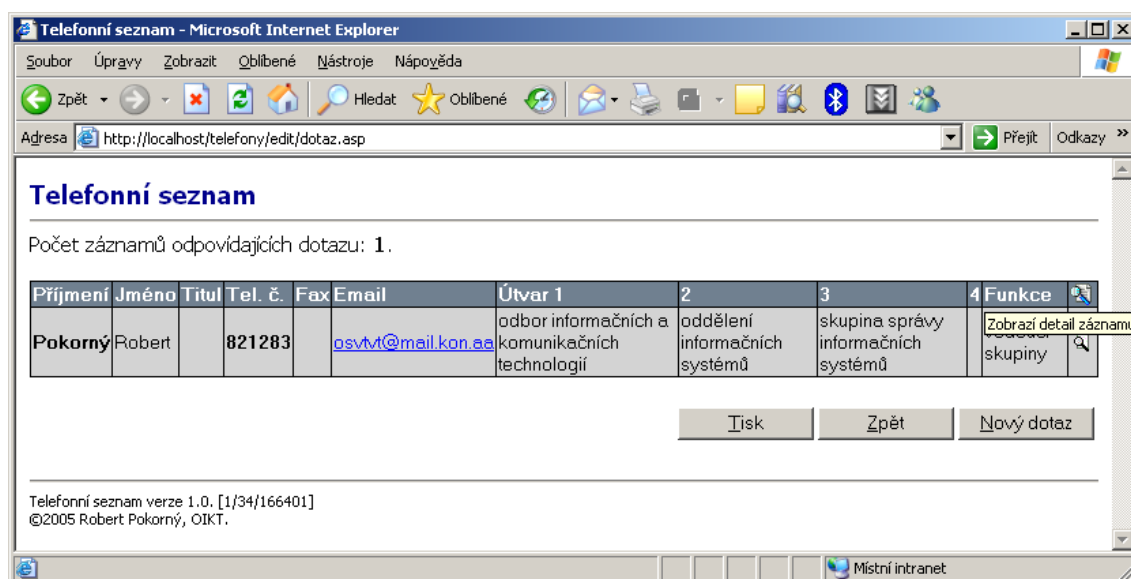 Telefonní seznam - Microsoft Internet Explorer
Soubor Úpravy Zobrazit Oblíbené Nástroje Nápověda
Zpět Hledat Oblíbené
Adresa http://localhost/telefony/edit/dotaz.asp Přejít Odkazy »
Telefonní seznam
Počet záznamů odpovídajících dotazu: 1.
Příjmení Jméno Titul Tel. č. Fax Email Útvar 1 2 3 4 Funkce
Zobrazí detail záznamu
Pokorný Robert 821283 osvtvt@mail.kon.aa odbor informačních a komunikačních technologií oddělení informačních systémů skupina správy informačních systémů skupiny
Tisk Zpět Nový dotaz
Telefonní seznam verze 1.0. [1/34/166401]
©2005 Robert Pokorný, OIKT.
Místní intranet